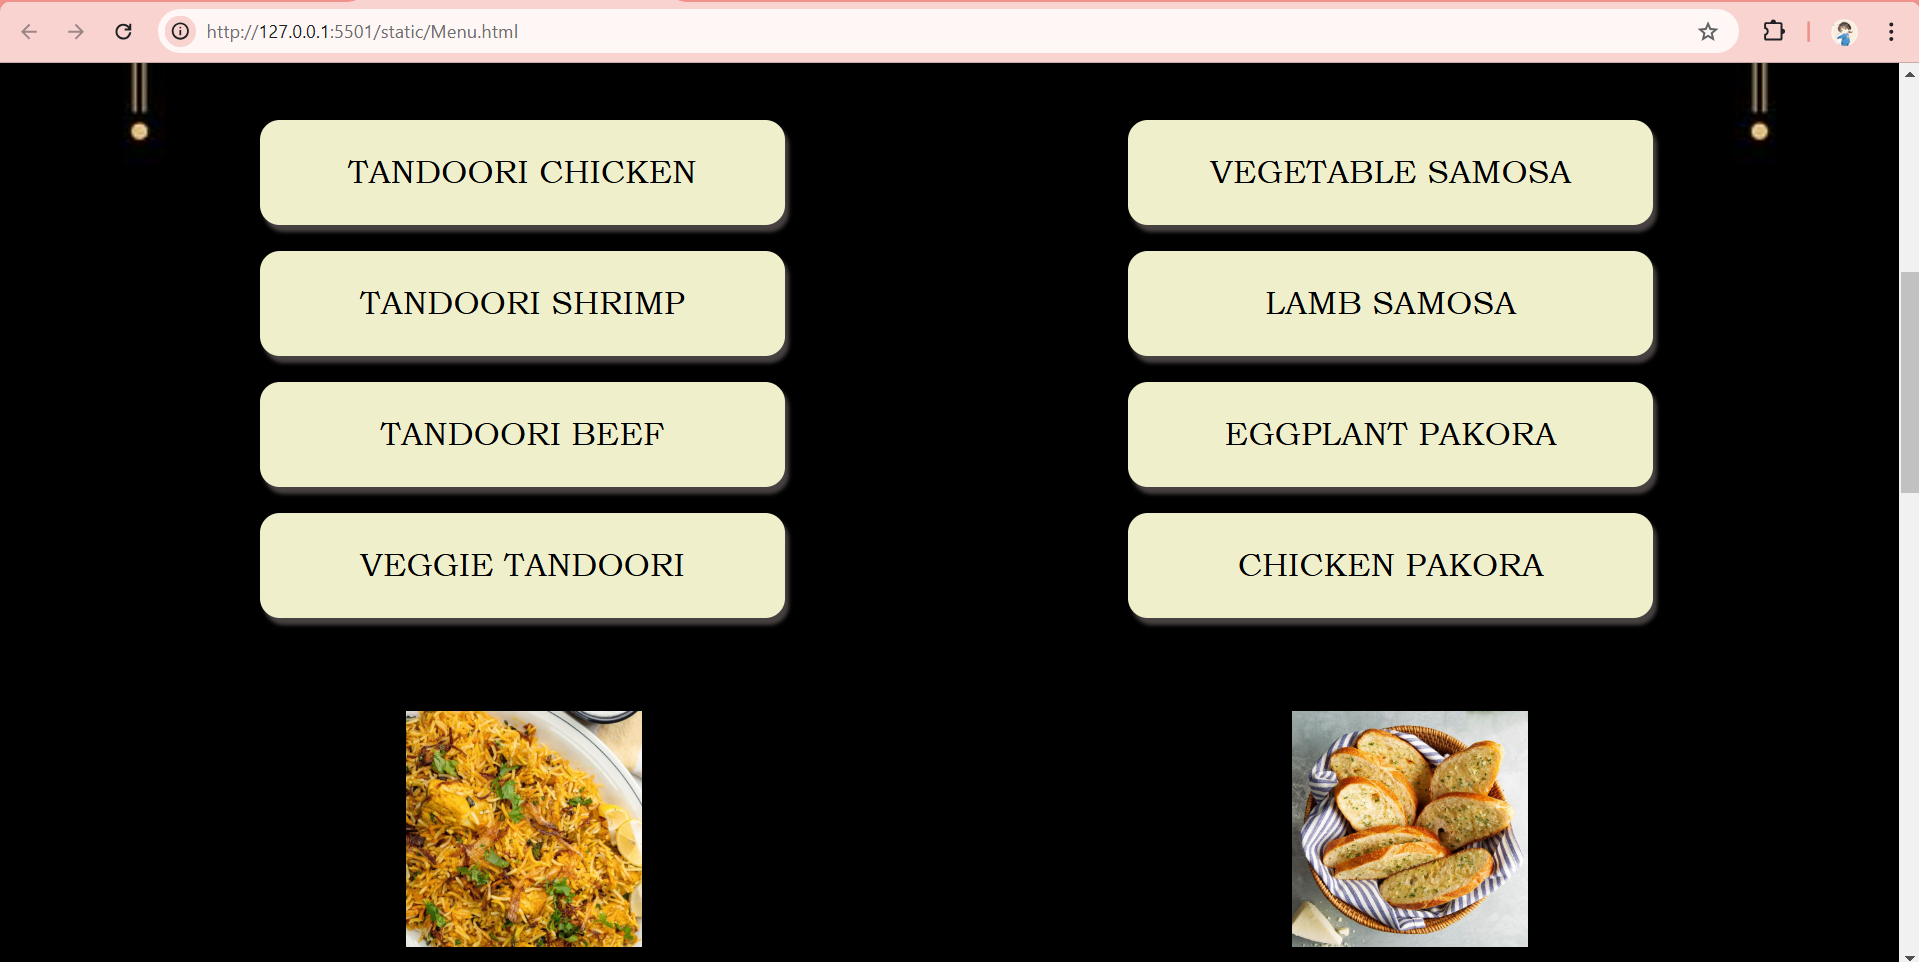 http://127.0.0.1:5501/static/Menu.html
TANDOORI CHICKEN
VEGETABLE SAMOSA
TANDOORI SHRIMP
LAMB SAMOSA
TANDOORI BEEF
EGGPLANT PAKORA
VEGGIE TANDOORI
CHICKEN PAKORA